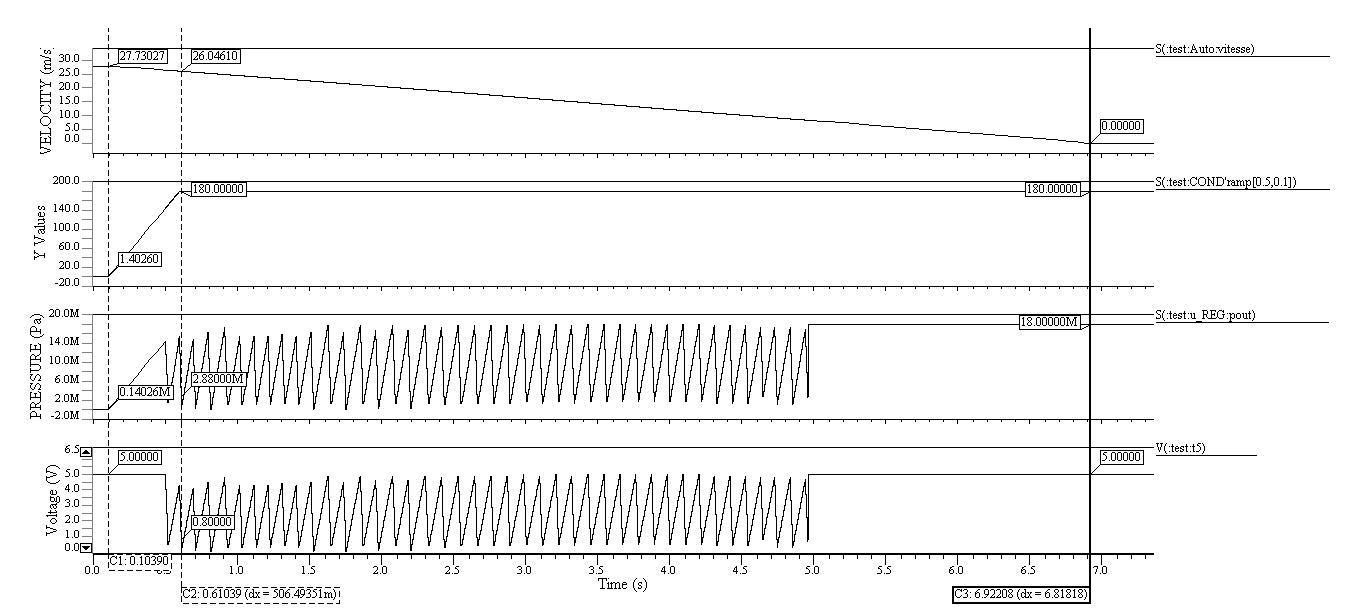 S(:test:Auto:vitesse)
27.73027
26.04610
VELOCITY (m/s)
30.0
25.0
20.0
15.0
10.0
5.0
0.0
0.00000
200.0
S(:test:COND'ramp[0.5,0.1])
180.00000
180.00000
Y Values
140.0
100.0
60.0
20.0
-20.0
1.40260
20.0M
S(:test:u_REG:pout)
18.00000M
PRESSURE (Pa)
14.0M
10.0M
6.0M
2.0M
-2.0M
2.88000M
0.14026M
6.5
V(:test:t5)
5.00000
5.00000
Voltage (V)
5.0
4.0
3.0
2.0
1.0
0.0
0.80000
C1: 0.10390
0.0 1.0 1.5 2.0 2.5 3.0 3.5 4.0 4.5 5.0 5.5 6.0 6.5 7.0
Time (s)
C2: 0.61039 (dx = 506.49351m)
C3: 6.92208 (dx = 6.81818)